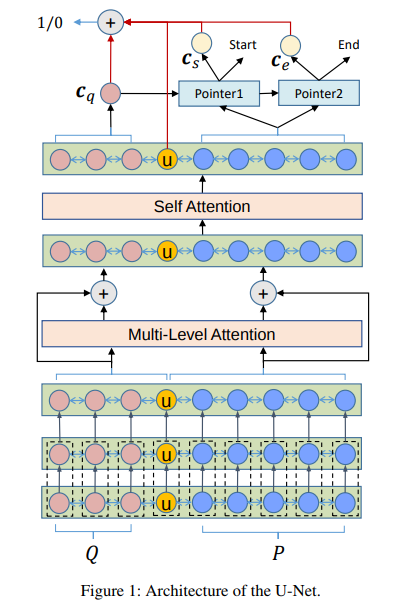 1/0
+
Start
End
c_s
c_e
c_q
Pointer1
Pointer2
u
Self Attention
u
+
+
Multi-Level Attention
u
u
u
Q
P
Figure 1: Architecture of the U-Net.